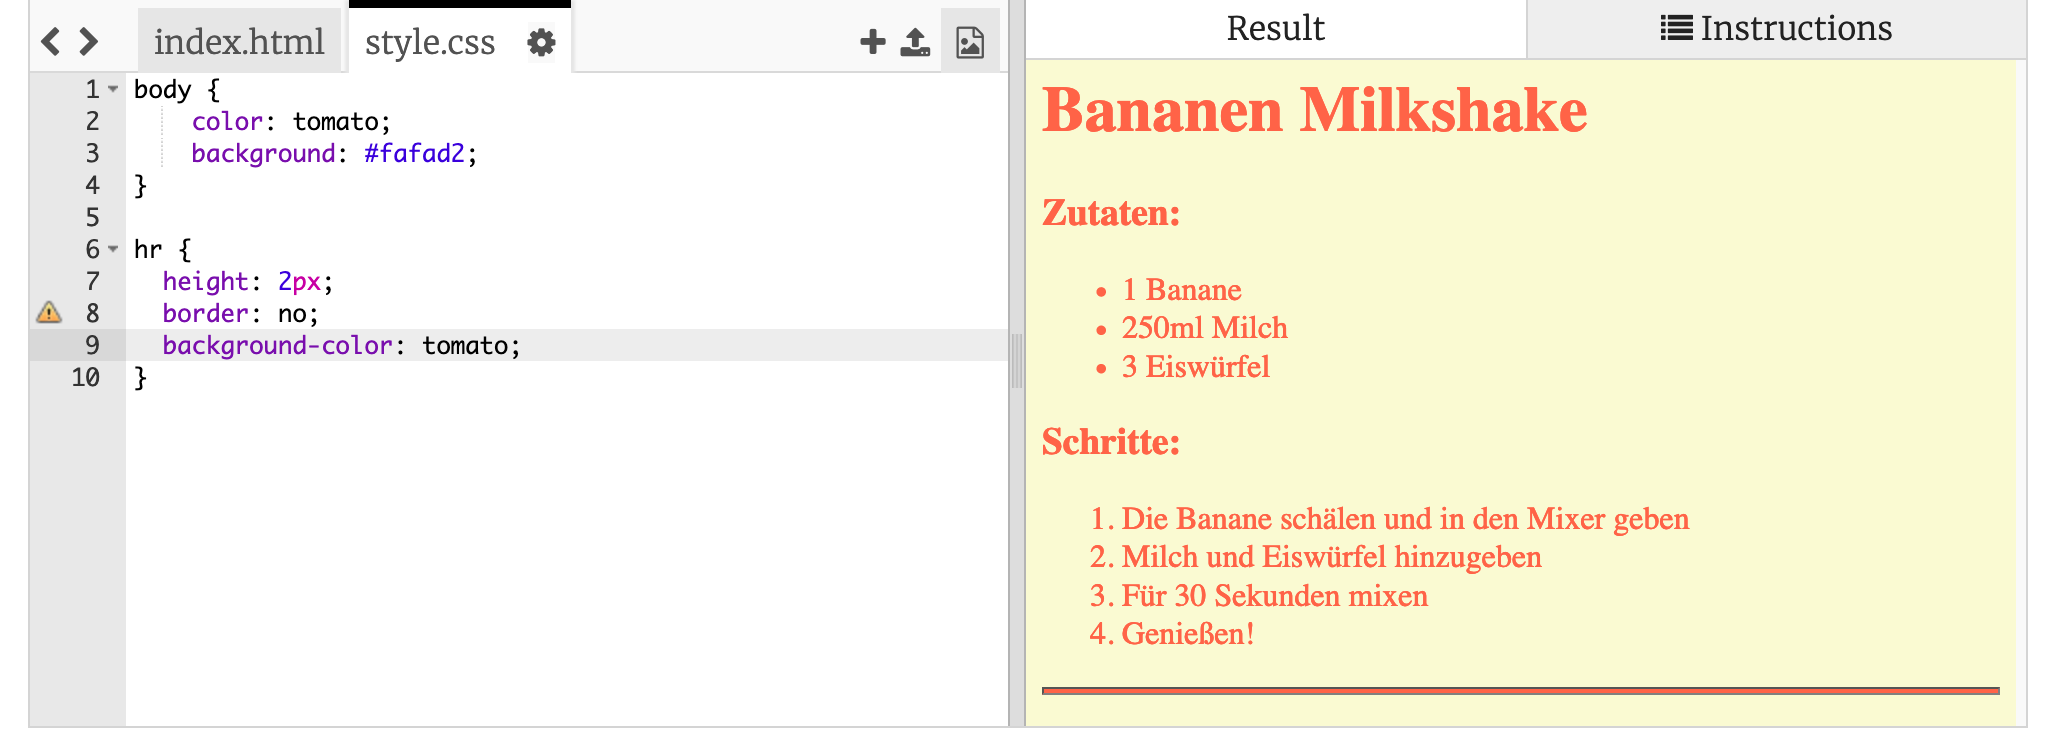 index.html style.css
1 body {
2 color: tomato;
3 background: #fafad2;
4 }
5
6 hr {
7 height: 2px;
8 border: no;
9 background-color: tomato;
10 }
Result Instructions
Bananen Milkshake
Zutaten:
• 1 Banane
• 250ml Milch
• 3 Eiswürfel
Schritte:
1. Die Banane schälen und in den Mixer geben
2. Milch und Eiswürfel hinzugeben
3. Für 30 Sekunden mixen
4. Genießen!